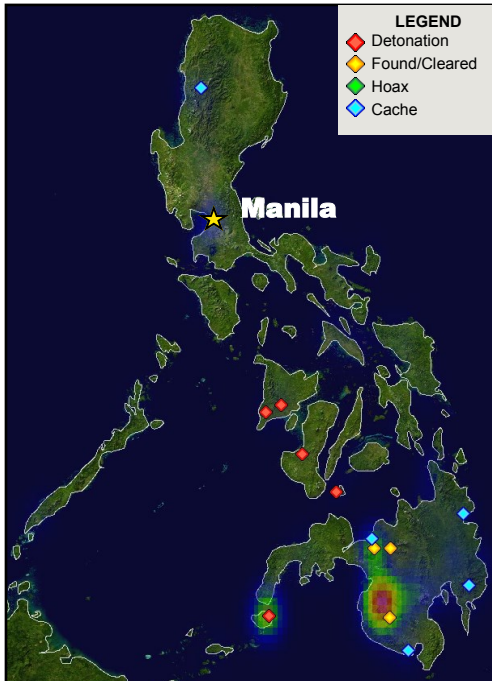 LEGEND
Detonation
Found/Cleared
Hoax
Cache
Manila